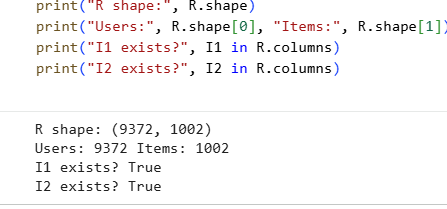 print("R shape:", R.shape)
print("Users:", R.shape[0], "Items:", R.shape[1])
print("I1 exists?", I1 in R.columns)
print("I2 exists?", I2 in R.columns)
R shape: (9372, 1002)
Users: 9372 Items: 1002
I1 exists? True
I2 exists? True